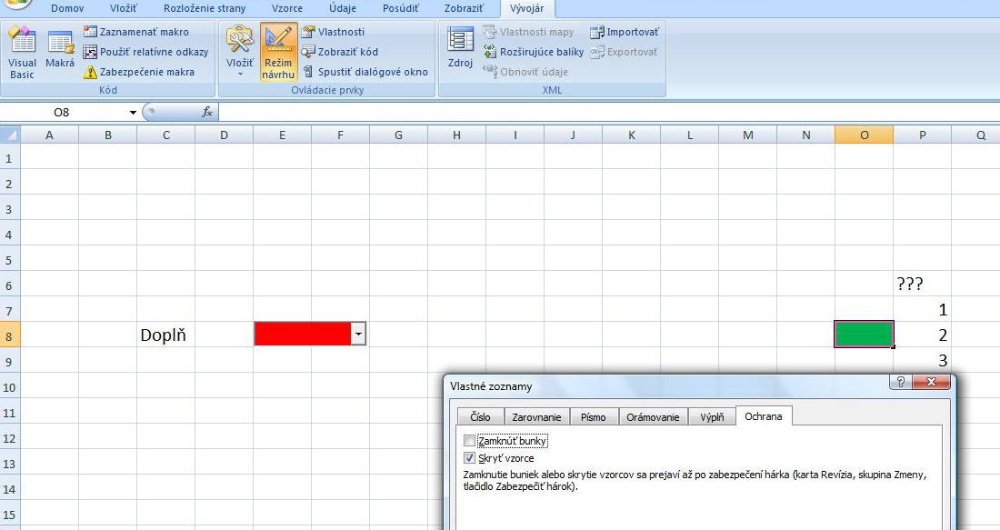 Domov Vložiť Rozloženie strany Vzorce Údaje Posúdiť Zobraziť Vývojár
Visual Basic
Makrá
Zaznamenať makro
Použiť relatívne odkazy
Zabezpečenie makra
Kód
Vložiť
Režim návrhu
Vlastnosti
Zobraziť kód
Spustiť dialógové okno
Ovládacie prvky
Zdroj
Vlastnosti mapy
Rozširujúce balíky
Obnoviť údaje
Importovať
Exportovať
XML
O8 fx
A B C D E F G H I J K L M N O P Q
1
2
3
4
5
6 ???
7 1
8 Doplň 2
9 3
10
11
12
13
14
15
Vlastné zoznamy
Číslo Zarovnanie Písmo Orámovanie Výplň Ochrana
Zamknúť bunky
Skryť vzorce
Zamknutie buniek alebo skrytie vzorcov sa prejaví až po zabezpečení hárka (karta Revízia, skupina Zmeny,
tlačidlo Zabezpečiť hárok).